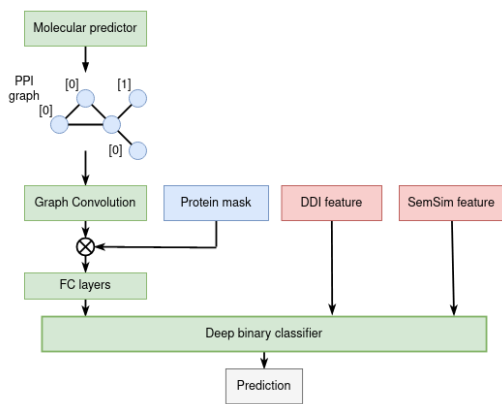 Molecular predictor
PPI
graph
[0]
[1]
[0]
[0]
Graph Convolution
Protein mask
DDI feature
SemSim feature
FC layers
Deep binary classifier
Prediction